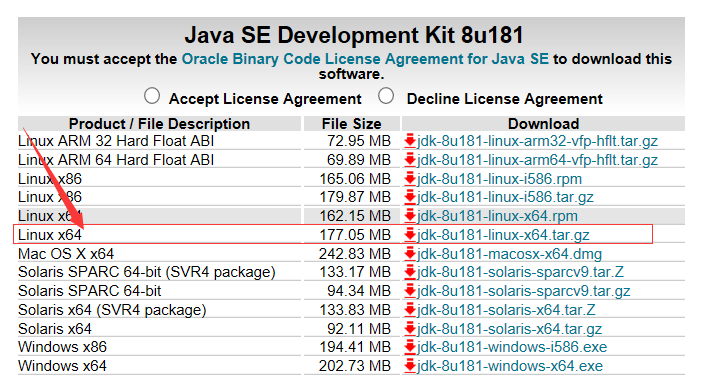 Java SE Development Kit 8u181
You must accept the Oracle Binary Code License Agreement for Java SE to download this
software.
Accept License Agreement Decline License Agreement
Product / File Description File Size Download
Linux ARM 32 Hard Float ABI 72.95 MB jdk-8u181-linux-arm32-vfp-hflt.tar.gz
Linux ARM 64 Hard Float ABI 69.89 MB jdk-8u181-linux-arm64-vfp-hflt.tar.gz
Linux x86 165.06 MB jdk-8u181-linux-i586.rpm
Linux x86 179.87 MB jdk-8u181-linux-i586.tar.gz
Linux x64 162.15 MB jdk-8u181-linux-x64.rpm
Linux x64 177.05 MB jdk-8u181-linux-x64.tar.gz
Mac OS X x64 242.83 MB jdk-8u181-macosx-x64.dmg
Solaris SPARC 64-bit (SVR4 package) 133.17 MB jdk-8u181-solaris-sparcv9.tar.Z
Solaris SPARC 64-bit 94.34 MB jdk-8u181-solaris-sparcv9.tar.gz
Solaris x64 (SVR4 package) 133.83 MB jdk-8u181-solaris-x64.tar.Z
Solaris x64 92.11 MB jdk-8u181-solaris-x64.tar.gz
Windows x86 194.41 MB jdk-8u181-windows-i586.exe
Windows x64 202.73 MB jdk-8u181-windows-x64.exe